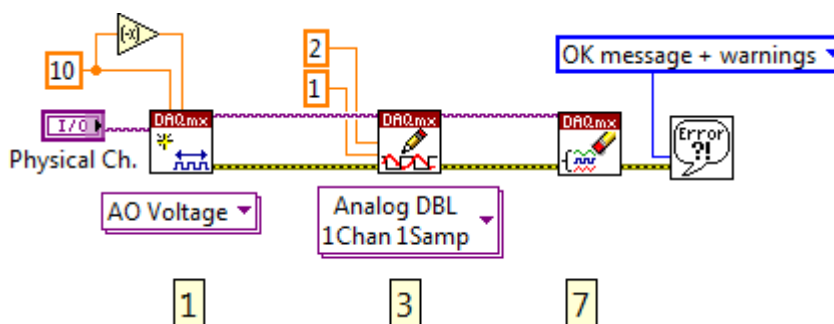 (-x)
10
2
1
OK message + warnings
I/O
DAQmx
DAQmx
DAQmx
Error
?!
Physical Ch.
AO Voltage
Analog DBL
1Chan 1Samp
1
3
7